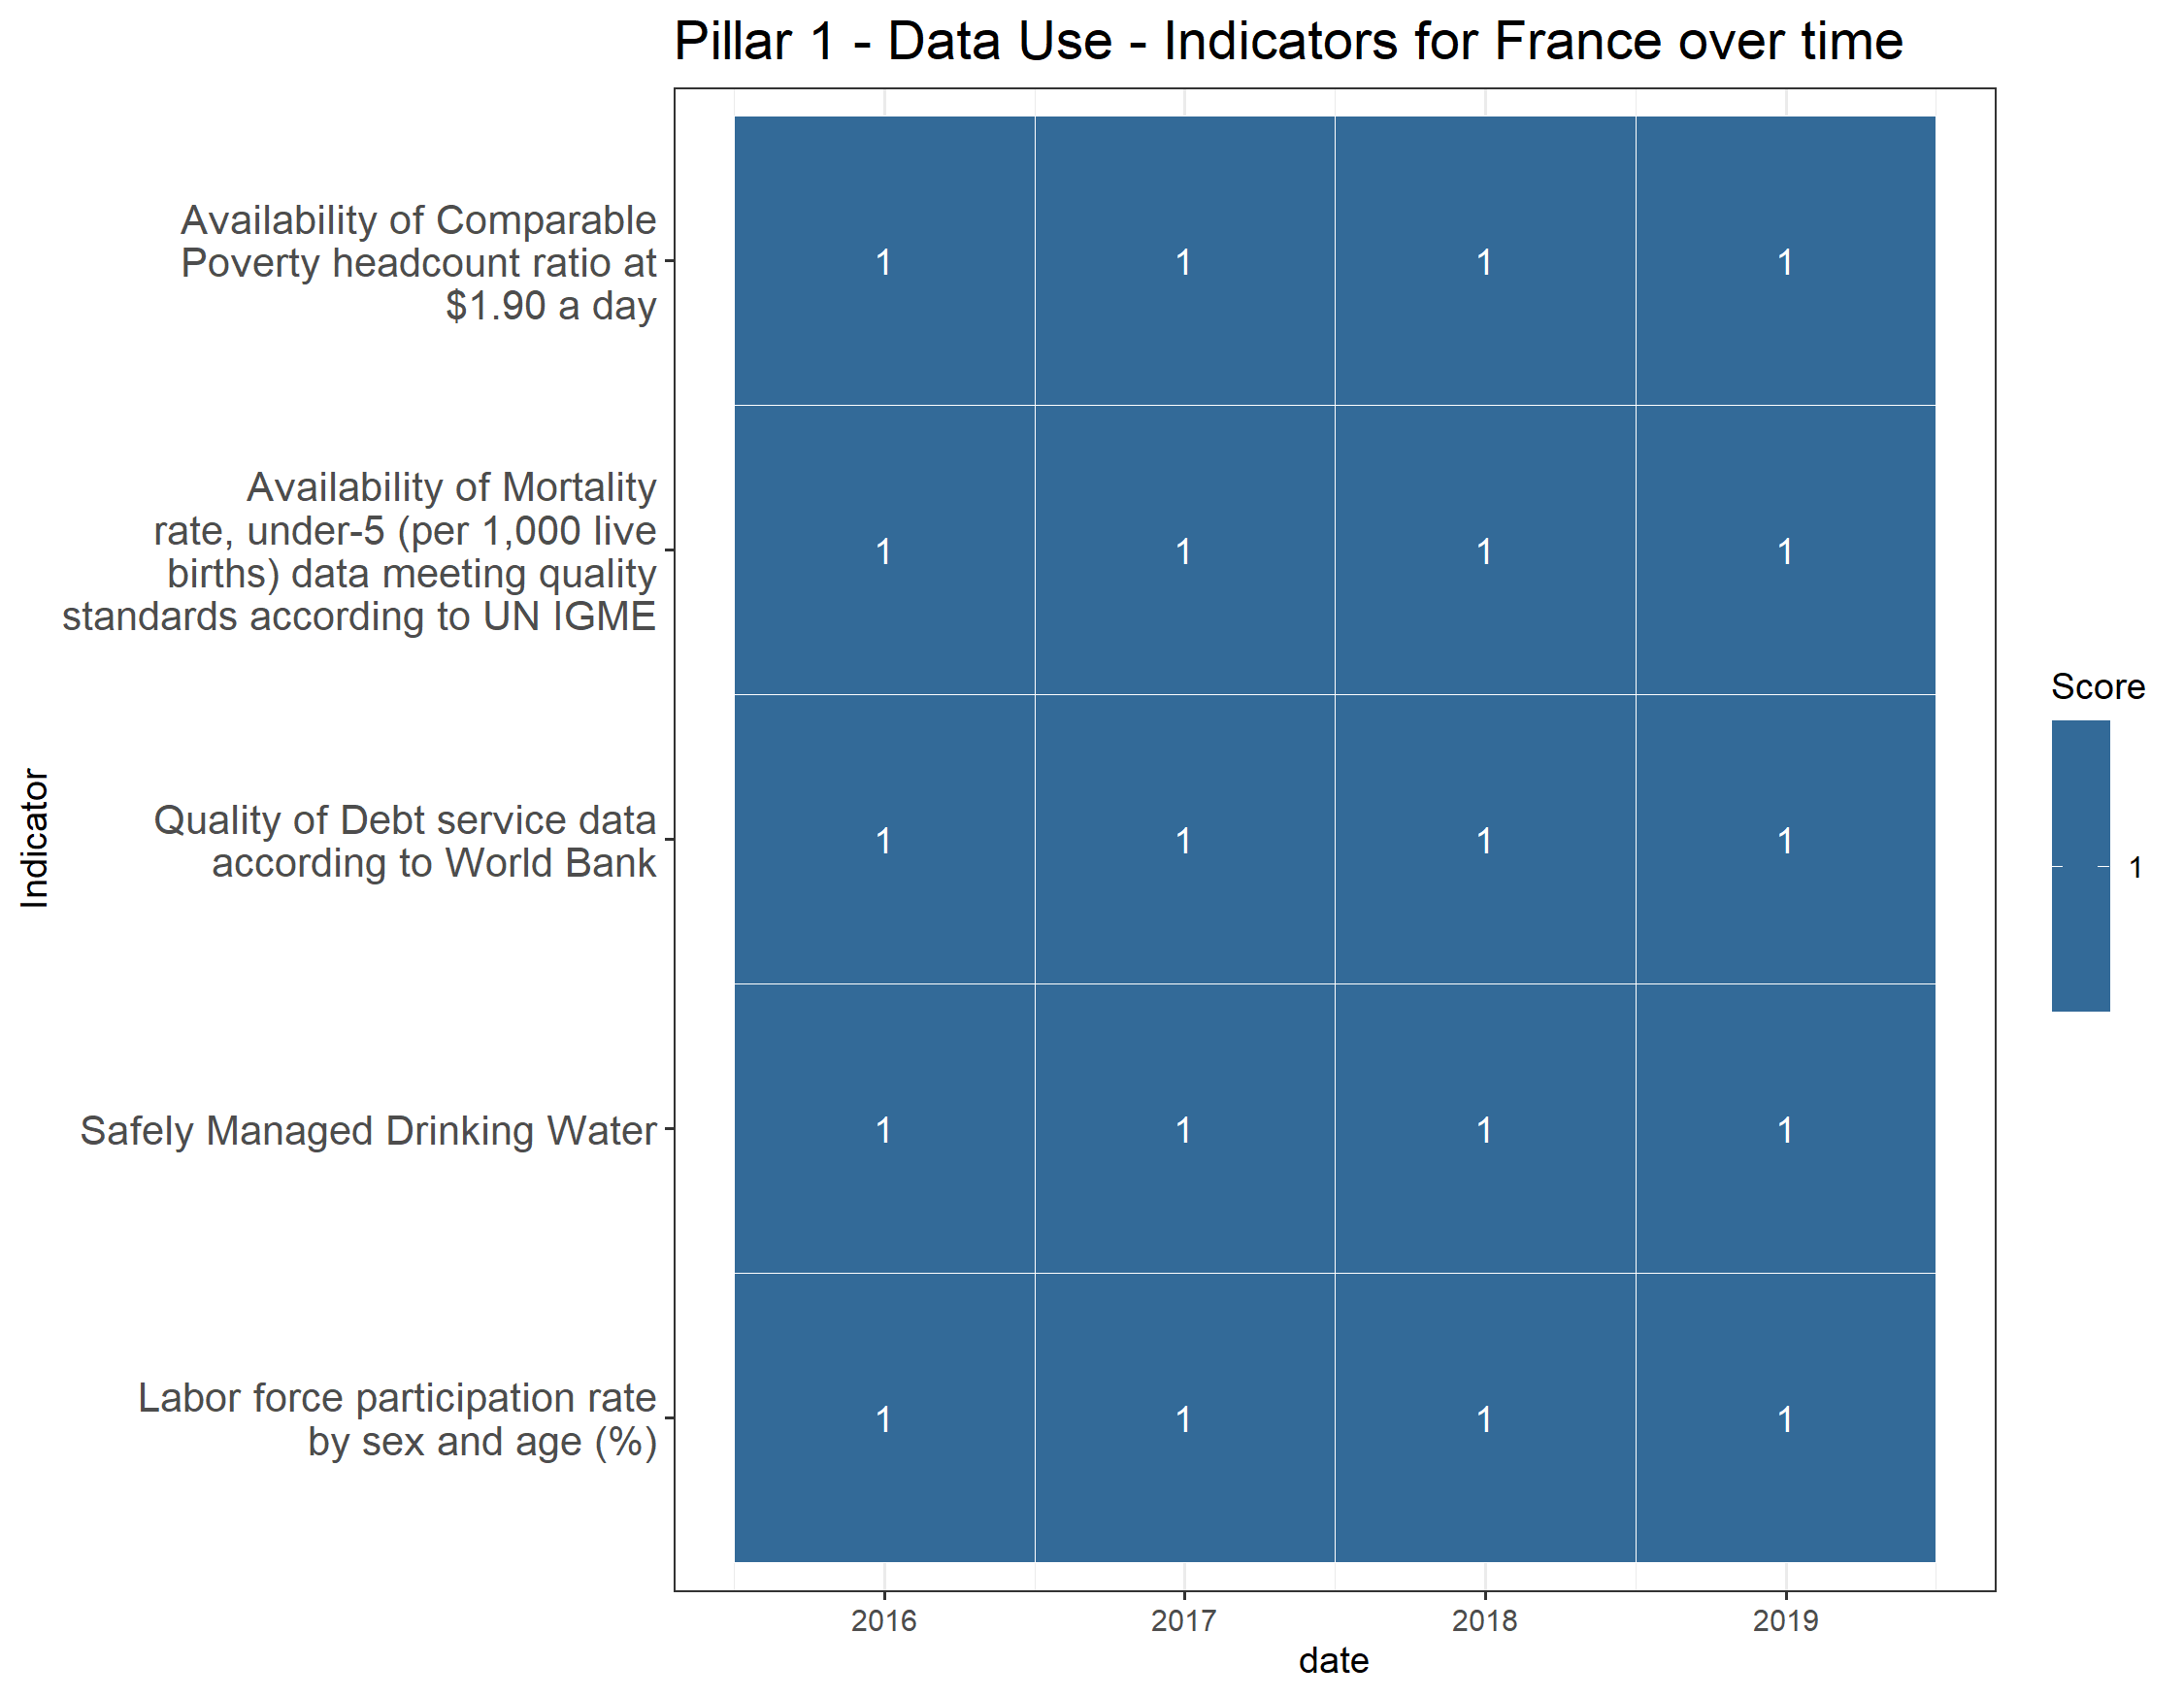 Pillar 1 - Data Use - Indicators for France over time
Availability of Comparable
Poverty headcount ratio at
$1.90 a day
1 1 1 1
Availability of Mortality
rate, under-5 (per 1,000 live
births) data meeting quality
standards according to UN IGME
1 1 1 1
Quality of Debt service data
according to World Bank
1 1 1 1
Safely Managed Drinking Water
1 1 1 1
Labor force participation rate
by sex and age (%)
1 1 1 1
Indicator
2016 2017 2018 2019
date
Score
1